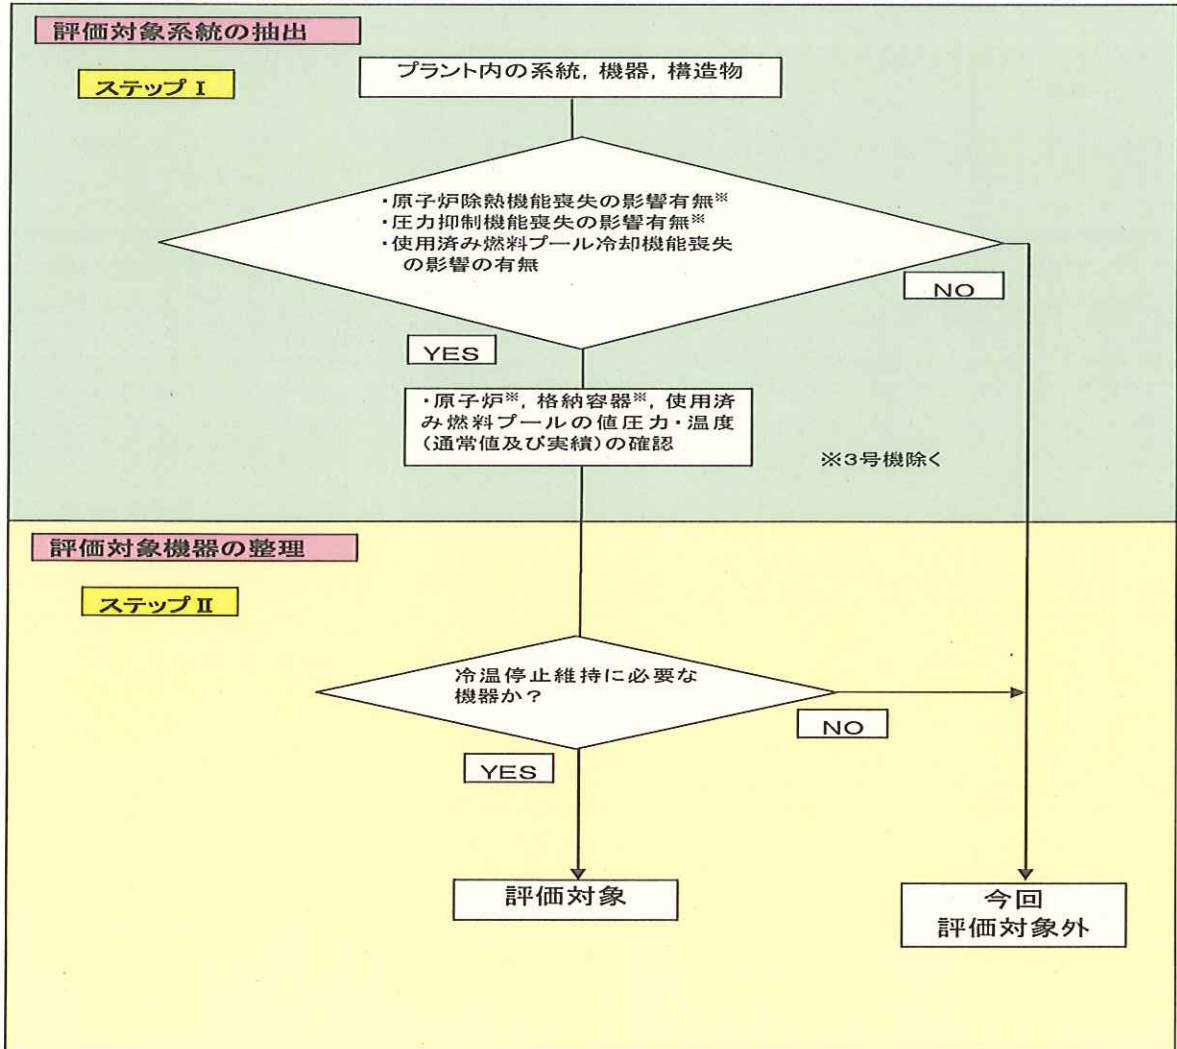 評価対象系統の抽出
ステップ I
プラント内の系統, 機器, 構造物
・原子炉除熱機能喪失の影響有無※
・圧力抑制機能喪失の影響有無※
・使用済み燃料プール冷却機能喪失
の影響の有無
NO
YES
・原子炉※, 格納容器※, 使用済
み燃料プールの値圧力・温度
(通常値及び実績)の確認
※3号機除く
評価対象機器の整理
ステップ II
冷温停止維持に必要な
機器か?
NO
YES
評価対象
今回
評価対象外